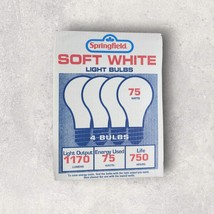 Springfield
SOFT WHITE
LIGHT BULBS
75
WATTS
4 BULBS
Light Output
1170
LUMENS
Energy Used
75
WATTS
Life
750
HOURS